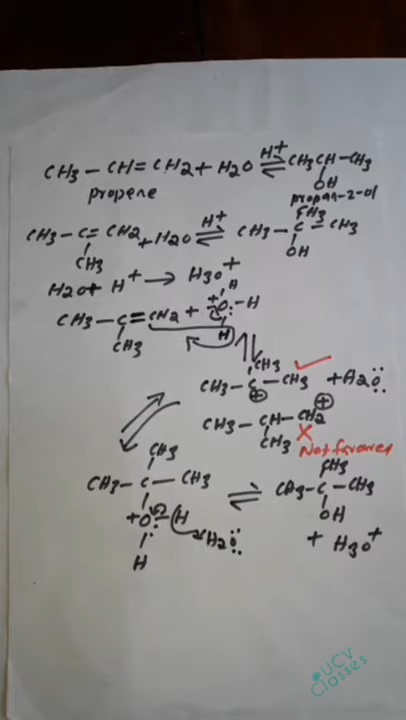 CH3 — CH = CH2 + H2O ⇌ H+ CH3CH—CH3
OH
propene propan-2-ol
CH3
CH3 — C = CH2 + H2O ⇌ H+ CH3 — C = CH3
CH3 OH
H2O + H+ → H3O+
H
CH3 — C = CH2 + +O: — H
CH3 H
CH3
CH3 — C — CH3 + H2O:
+
CH3 — CH — CH2 +
CH3 X
Not favored
CH3 CH3
CH3 — C — CH3 ⇌ CH3 — C — CH3
+O: — H OH
H H2O: + H3O+
#UCV
Classes